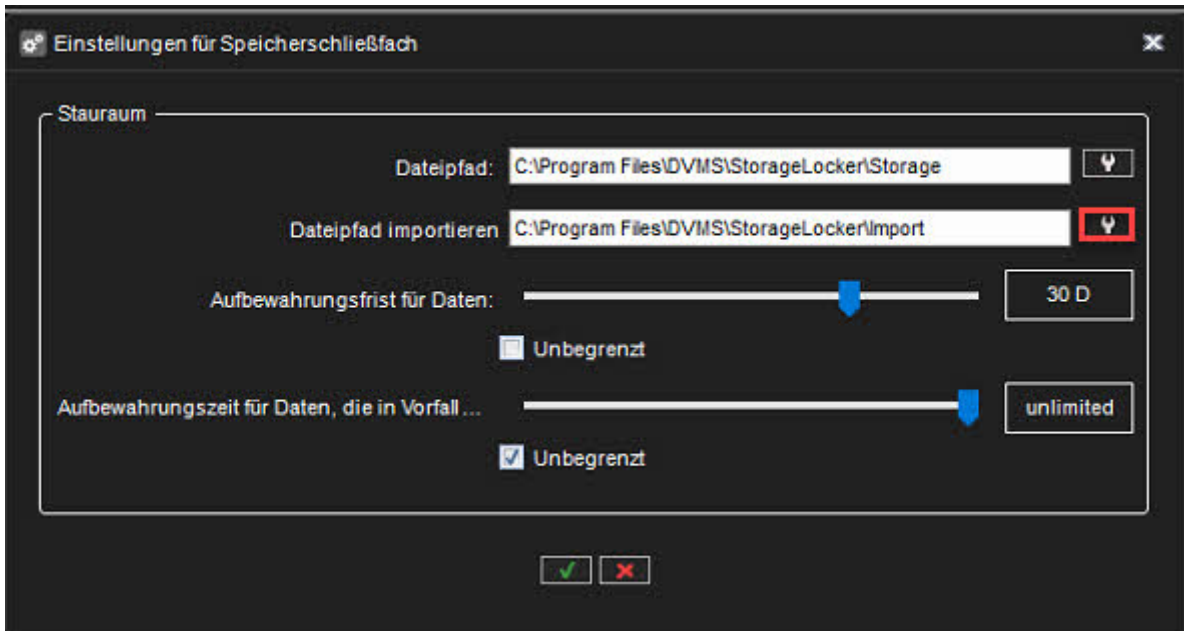 Einstellungen für Speicherschließfach
Stauraum
Dateipfad: C:\Program Files\DVMS\StorageLocker\Storage
Dateipfad importieren C:\Program Files\DVMS\StorageLocker\Import
Aufbewahrungsfrist für Daten: 30 D
Unbegrenzt
Aufbewahrungszeit für Daten, die in Vorfall ... unlimited
Unbegrenzt